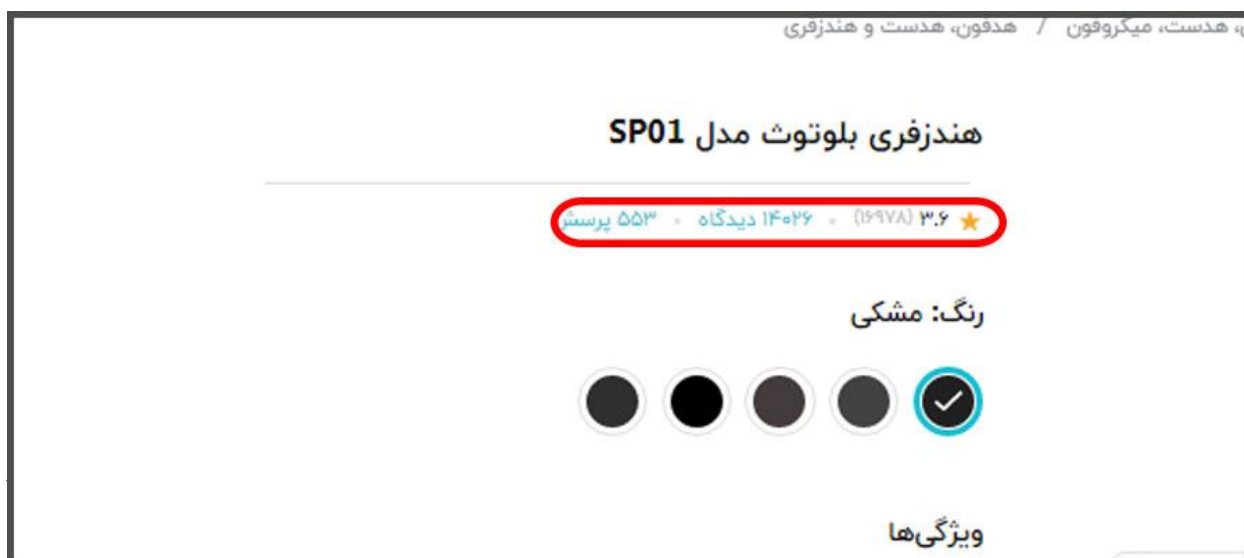 هدست، میکروفون / هدفون، هدست و هندزفری
هندزفری بلوتوث مدل SP01
۳.۶ (۱۶۹۷۸) • ۱۴۰۲۶ دیدگاه • ۵۵۳ پرسش
رنگ: مشکی
ویژگی‌ها